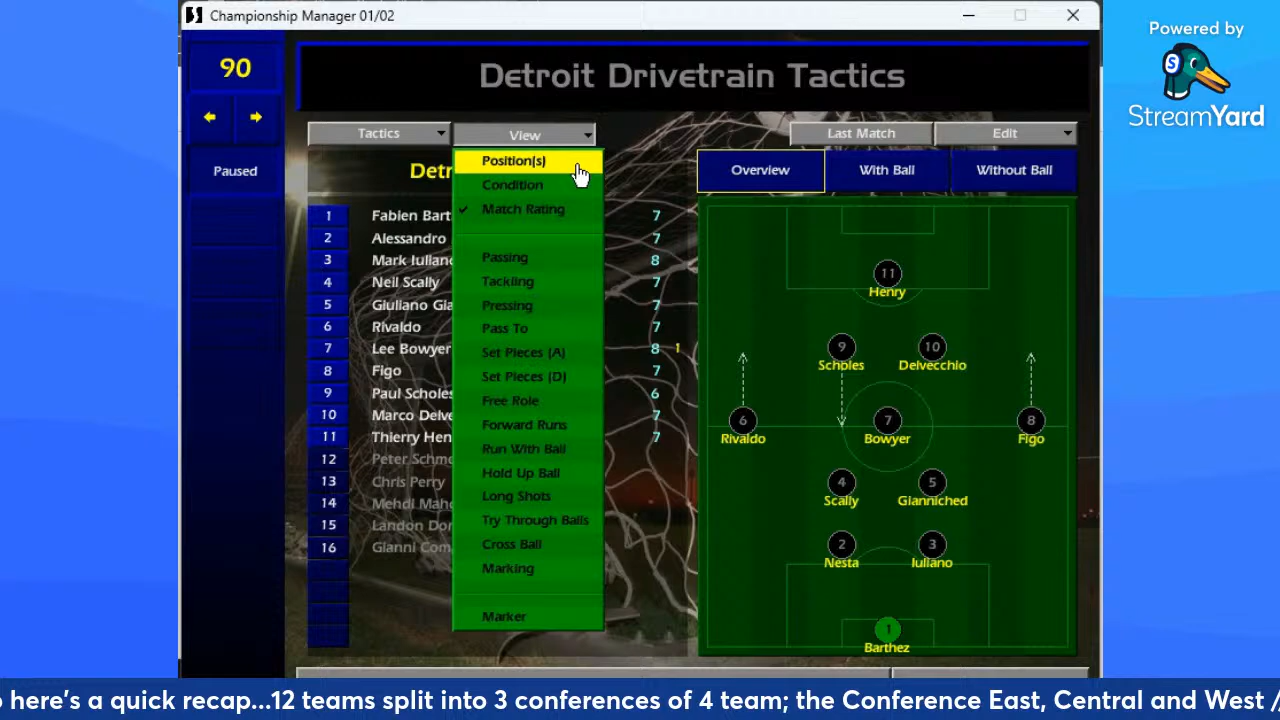 Championship Manager 01/02
Powered by
S
StreamYard
90
Paused
Detroit Drivetrain Tactics
Tactics
View
Last Match
Edit
Detr
1 Fabien Bart 7
2 Alessandro 7
3 Mark Iuliano 8
4 Neil Scally 7
5 Giuliano Gia 7
6 Rivaldo 7
7 Lee Bowyer 8 1
8 Figo 7
9 Paul Scholes 6
10 Marco Delve 7
11 Thierry Hen 7
12 Peter Schme
13 Chris Perry
14 Mehdi Mahd
15 Landon Don
16 Gianni Com
Position(s)
Condition
Match Rating
Passing
Tackling
Pressing
Pass To
Set Pieces (A)
Set Pieces (D)
Free Role
Forward Runs
Run With Ball
Hold Up Ball
Long Shots
Try Through Balls
Cross Ball
Marking
Marker
Overview
With Ball
Without Ball
11
Henry
9 10
Scholes Delvecchio
6 7 8
Rivaldo Bowyer Figo
4 5
Scally Gianniched
2 3
Nesta Iuliano
1
Barthez
o here's a quick recap...12 teams split into 3 conferences of 4 team; the Conference East, Central and West /